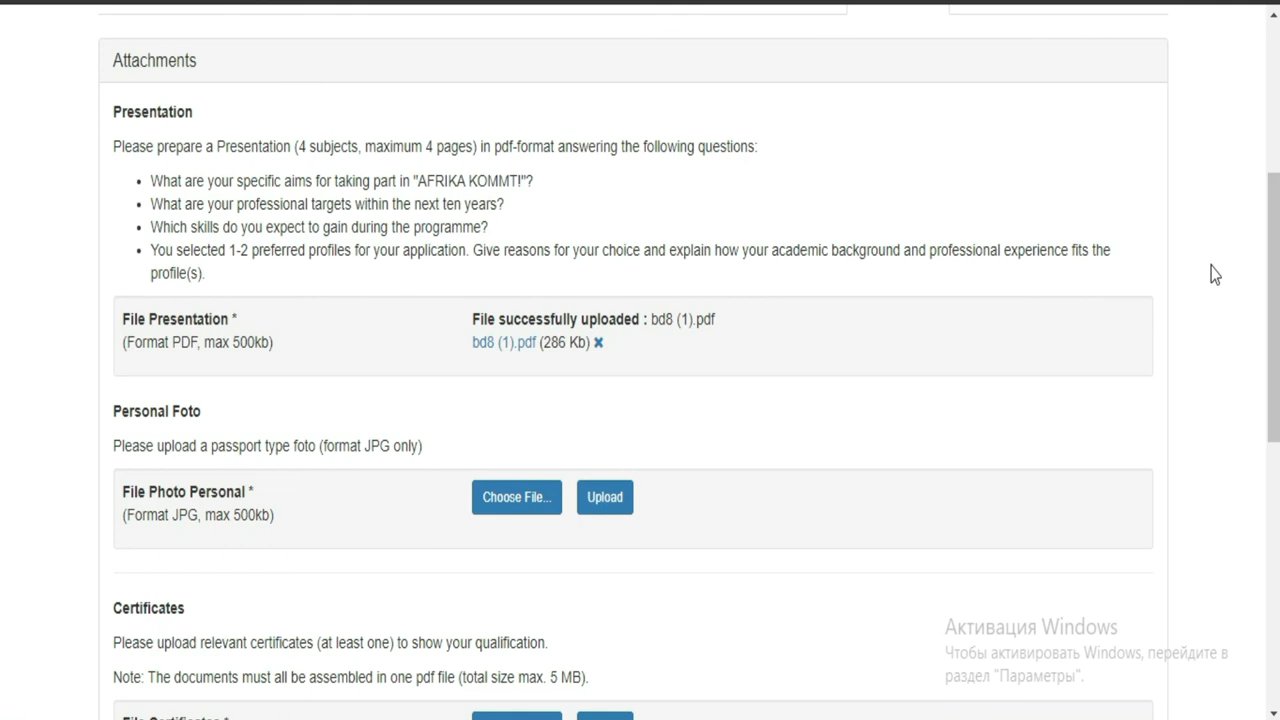 Attachments
Presentation
Please prepare a Presentation (4 subjects, maximum 4 pages) in pdf-format answering the following questions:
• What are your specific aims for taking part in "AFRIKA KOMMT!"?
• What are your professional targets within the next ten years?
• Which skills do you expect to gain during the programme?
• You selected 1-2 preferred profiles for your application. Give reasons for your choice and explain how your academic background and professional experience fits the
profile(s).
File Presentation *
(Format PDF, max 500kb)
File successfully uploaded : bd8 (1).pdf
bd8 (1).pdf (286 Kb) ✖
Personal Foto
Please upload a passport type foto (format JPG only)
File Photo Personal *
(Format JPG, max 500kb)
Choose File...
Upload
Certificates
Please upload relevant certificates (at least one) to show your qualification.
Note: The documents must all be assembled in one pdf file (total size max. 5 MB).
File Certificates *
Активация Windows
Чтобы активировать Windows, перейдите в
раздел "Параметры".